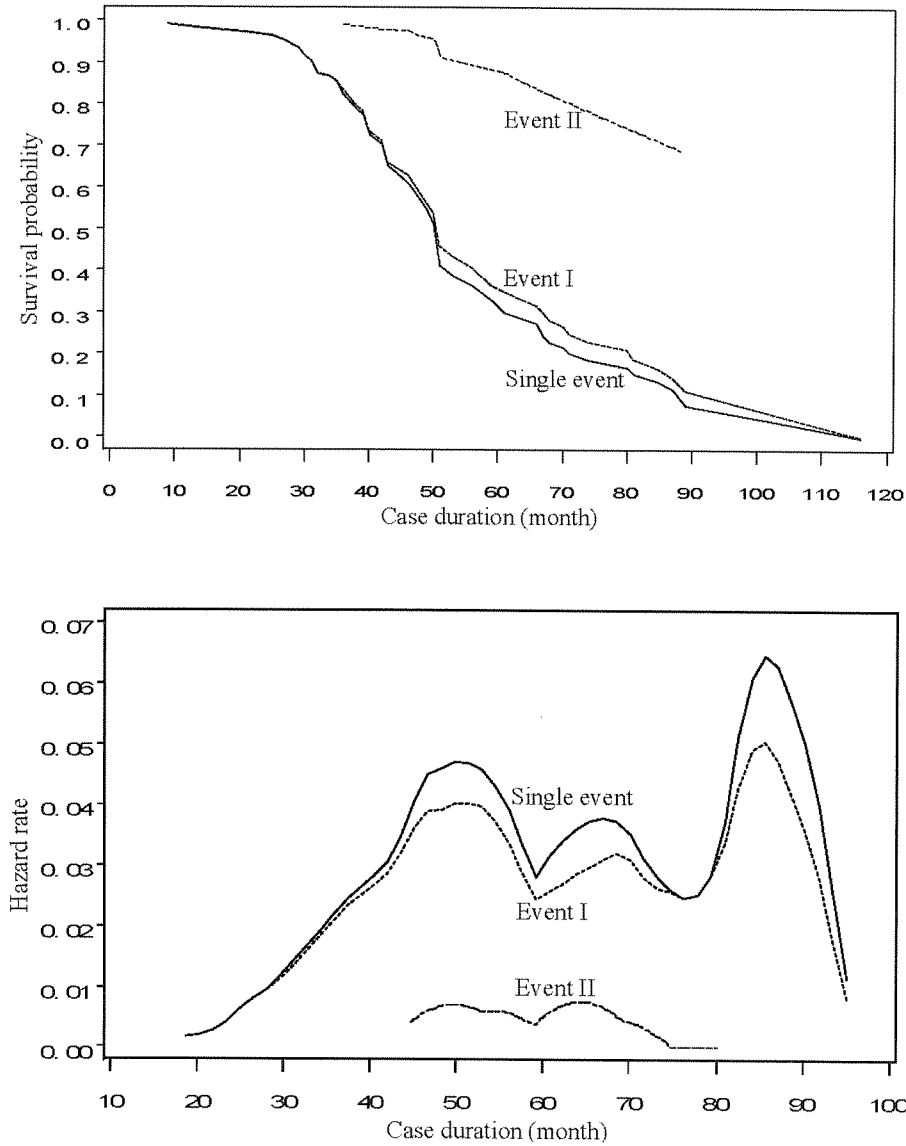 1.0
0.9
0.8
0.7
0.6
0.5
0.4
0.3
0.2
0.1
0.0
Survival probability
Event II
Event I
Single event
0 10 20 30 40 50 60 70 80 90 100 110 120
Case duration (month)
0.07
0.06
0.05
0.04
0.03
0.02
0.01
0.00
Hazard rate
Single event
Event I
Event II
10 20 30 40 50 60 70 80 90 100
Case duration (month)